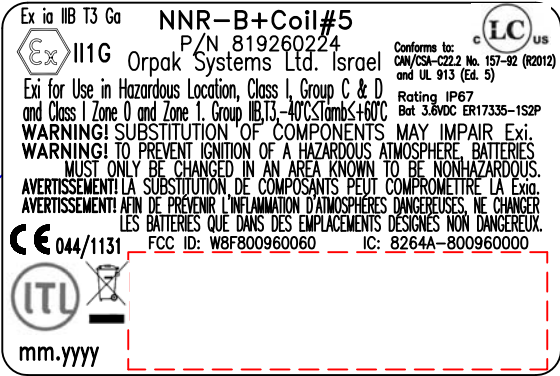 Ex ia IIB T3 Ga
NNR-B+Coil#5
c LC us
Ex II1G
P/N 819260224
Orpak Systems Ltd. Israel
Conforms to:
CAN/CSA-C22.2 No. 157-92 (R2012)
and UL 913 (Ed. 5)
Exi for Use in Hazardous Location, Class I, Group C & D
and Class I Zone 0 and Zone 1. Group IIB,T3,-40°C≤Tamb≤+60°C
Rating IP67
Bat 3.6VDC ER17335-1S2P
WARNING! SUBSTITUTION OF COMPONENTS MAY IMPAIR Exi.
WARNING! TO PREVENT IGNITION OF A HAZARDOUS ATMOSPHERE, BATTERIES
MUST ONLY BE CHANGED IN AN AREA KNOWN TO BE NONHAZARDOUS.
AVERTISSEMENT! LA SUBSTITUTION DE COMPOSANTS PEUT COMPROMETTRE LA Exia.
AVERTISSEMENT! AFIN DE PRÉVENIR L'INFLAMMATION D'ATMOSPHÈRES DANGEREUSES, NE CHANGER
LES BATTERIES QUE DANS DES EMPLACEMENTS DÉSIGNÉS NON DANGEREUX.
CE 044/1131
FCC ID: W8F800960060
IC: 8264A-800960000
ITL
mm.yyyy